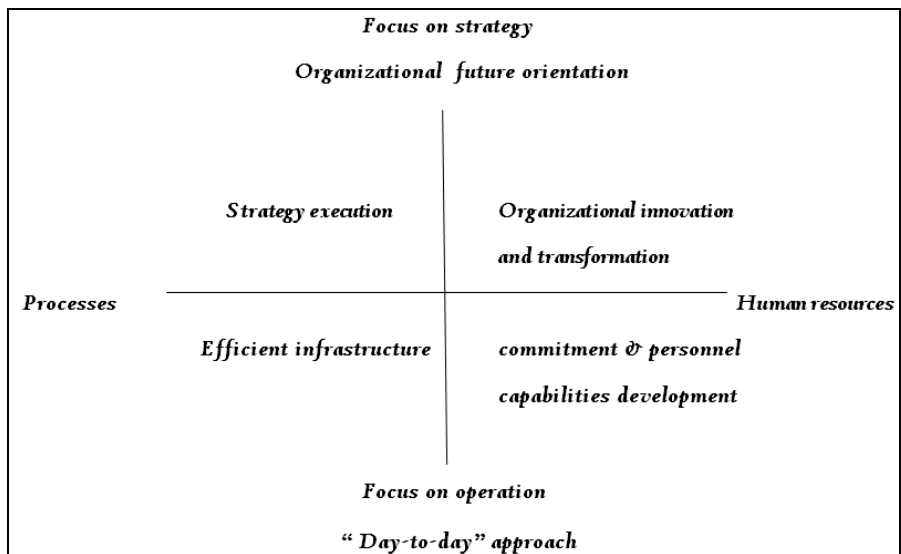 Focus on strategy
Organizational future orientation
Strategy execution
Organizational innovation
and transformation
Processes
Human resources
Efficient infrastructure
commitment & personnel
capabilities development
Focus on operation
“ Day-to-day” approach